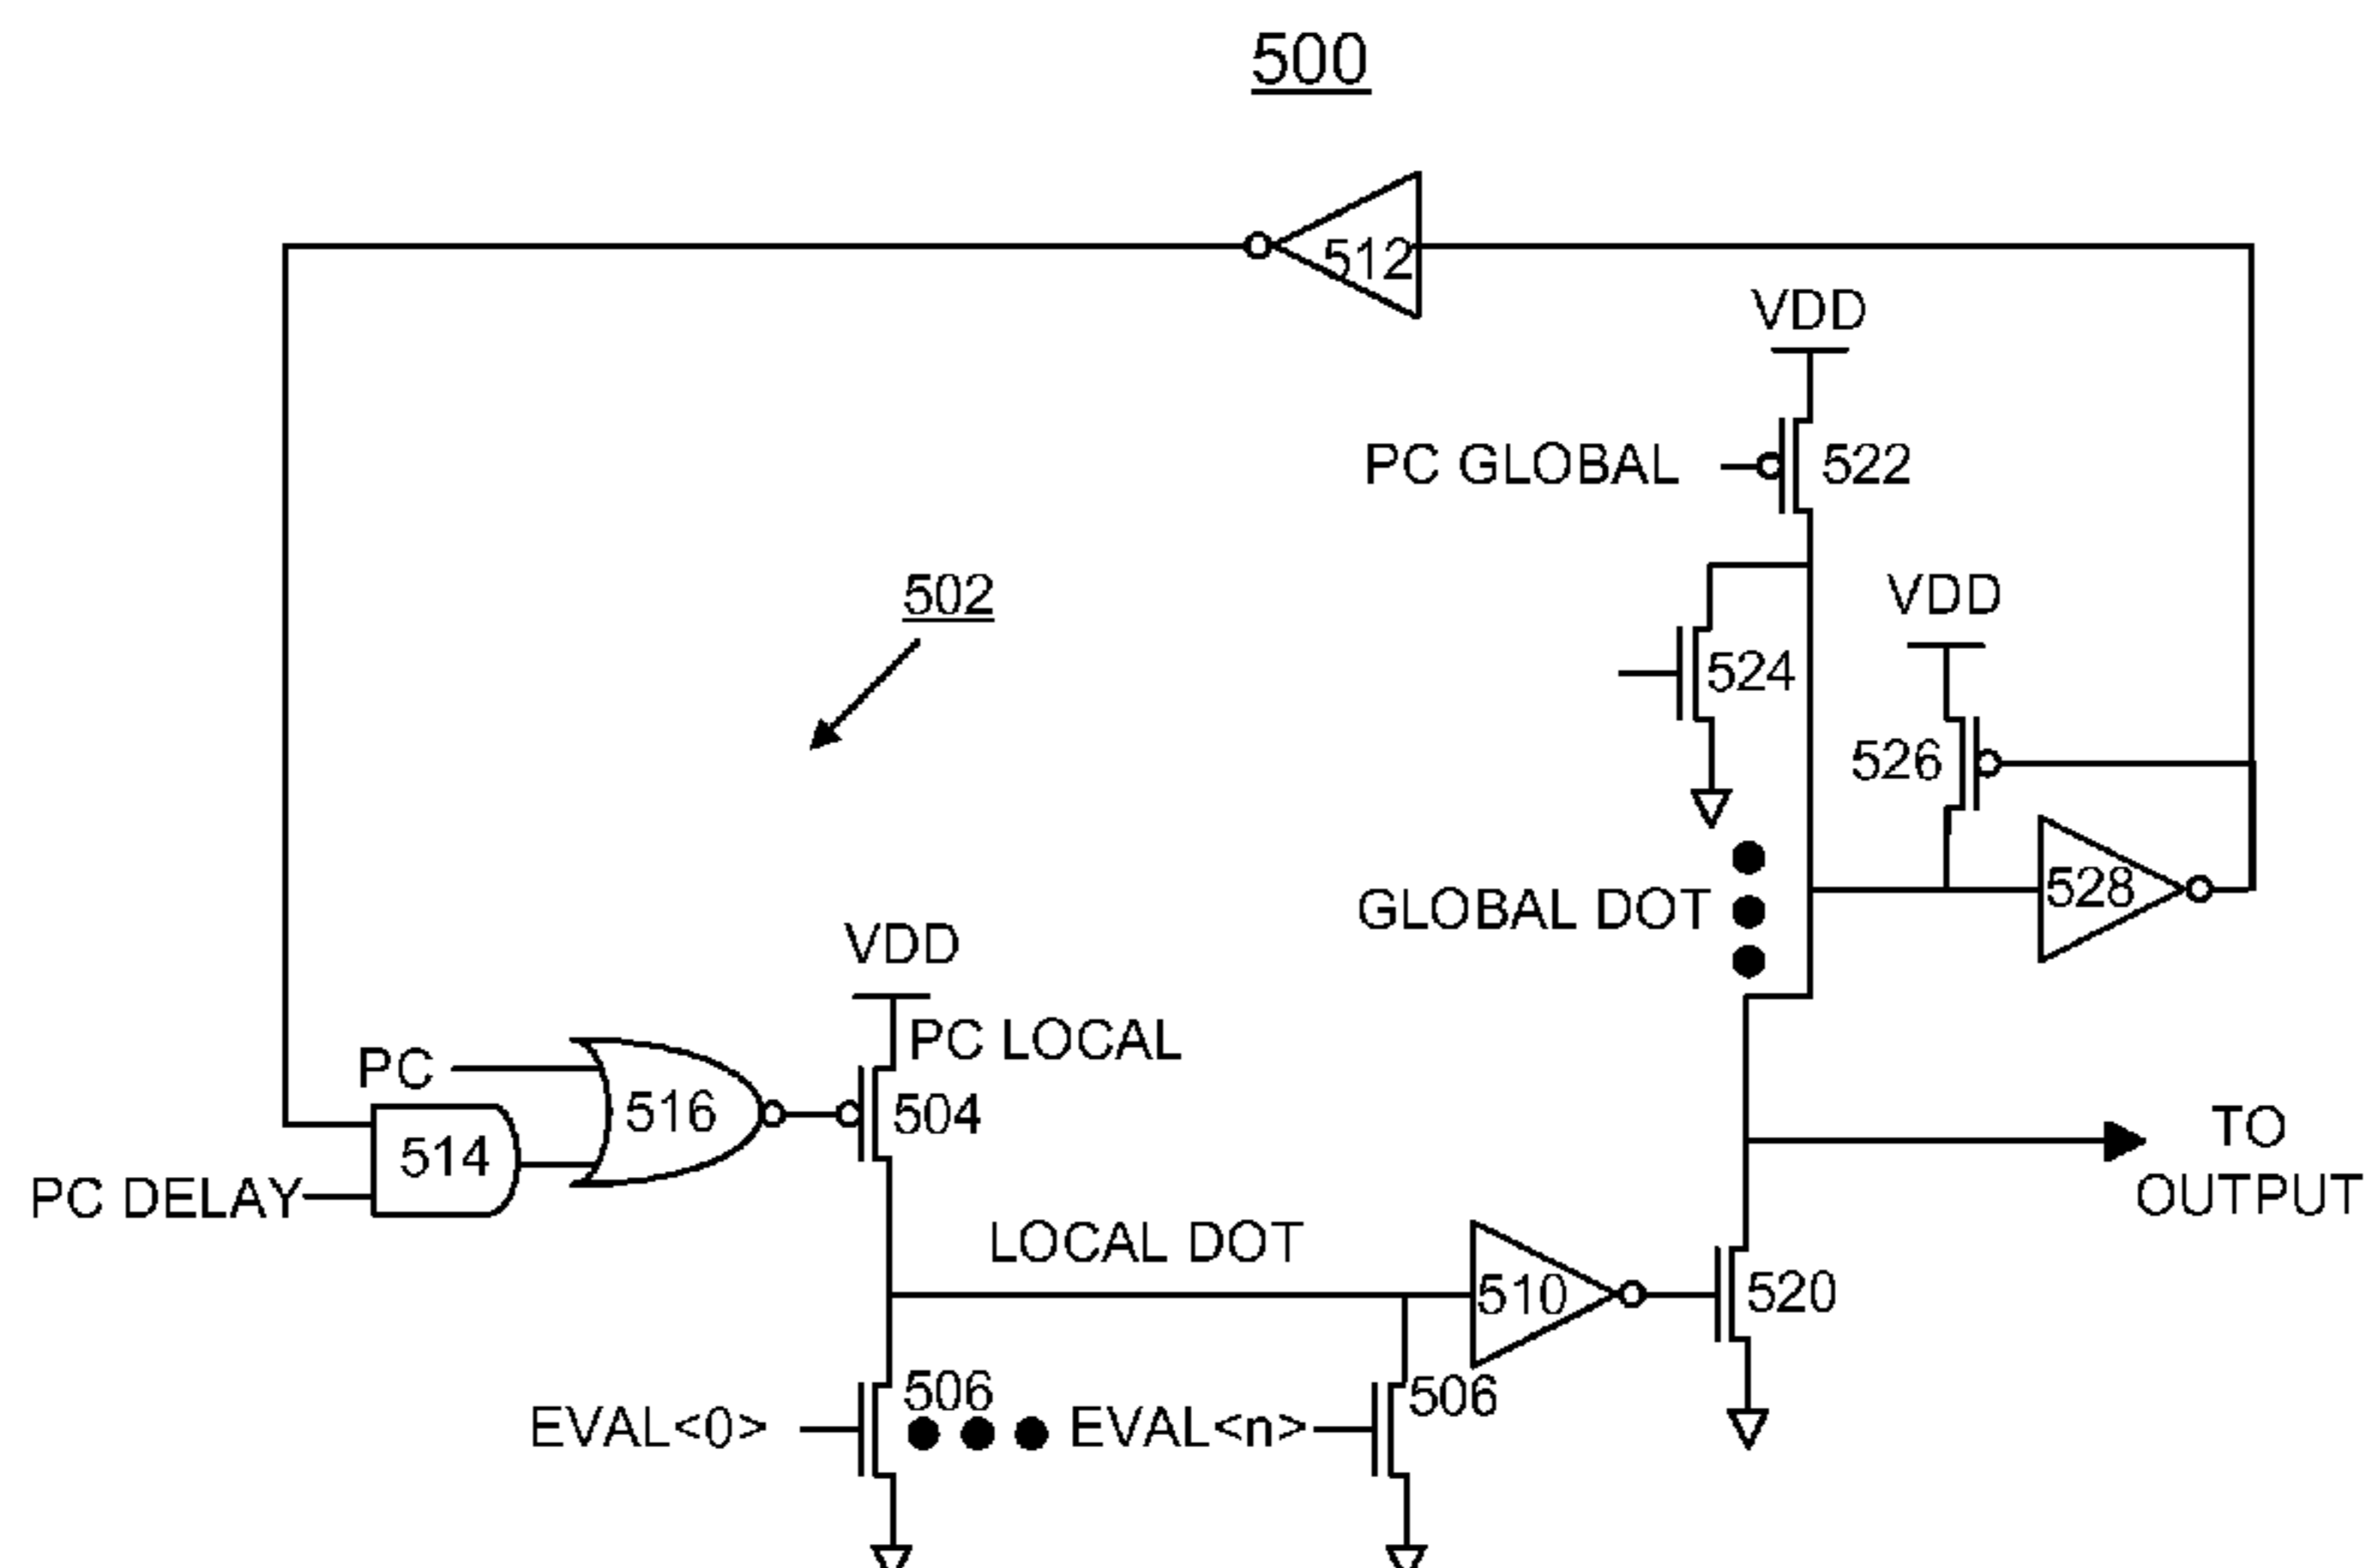 500
512
VDD
PC GLOBAL
522
502
VDD
524
526
528
GLOBAL DOT
VDD
PC LOCAL
PC
516
504
514
PC DELAY
TO
OUTPUT
LOCAL DOT
510
520
506
506
EVAL<0>
EVAL<n>